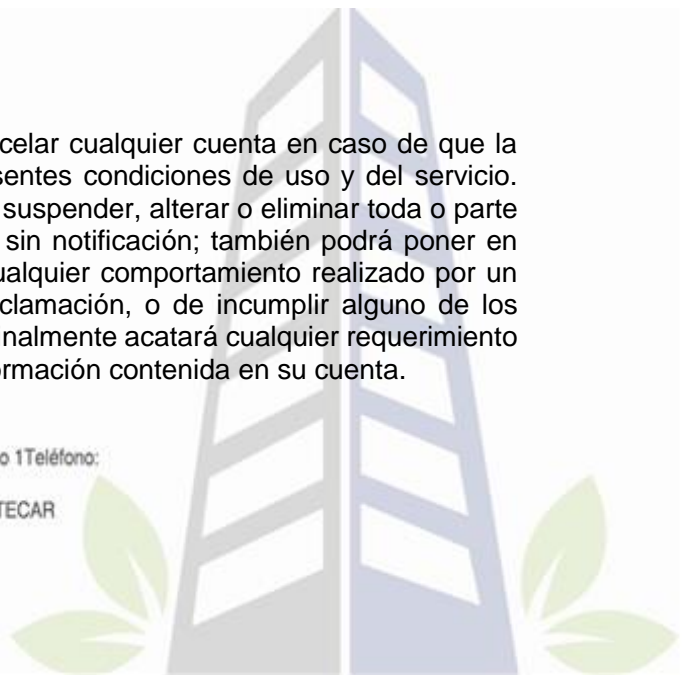 celar cualquier cuenta en caso de que la
sentes condiciones de uso y del servicio.
suspender, alterar o eliminar toda o parte
sin notificación; también podrá poner en
ualquier comportamiento realizado por un
clamación, o de incumplir alguno de los
nalmente acatará cualquier requerimiento
ormación contenida en su cuenta.
o 1Teléfono:
TECAR